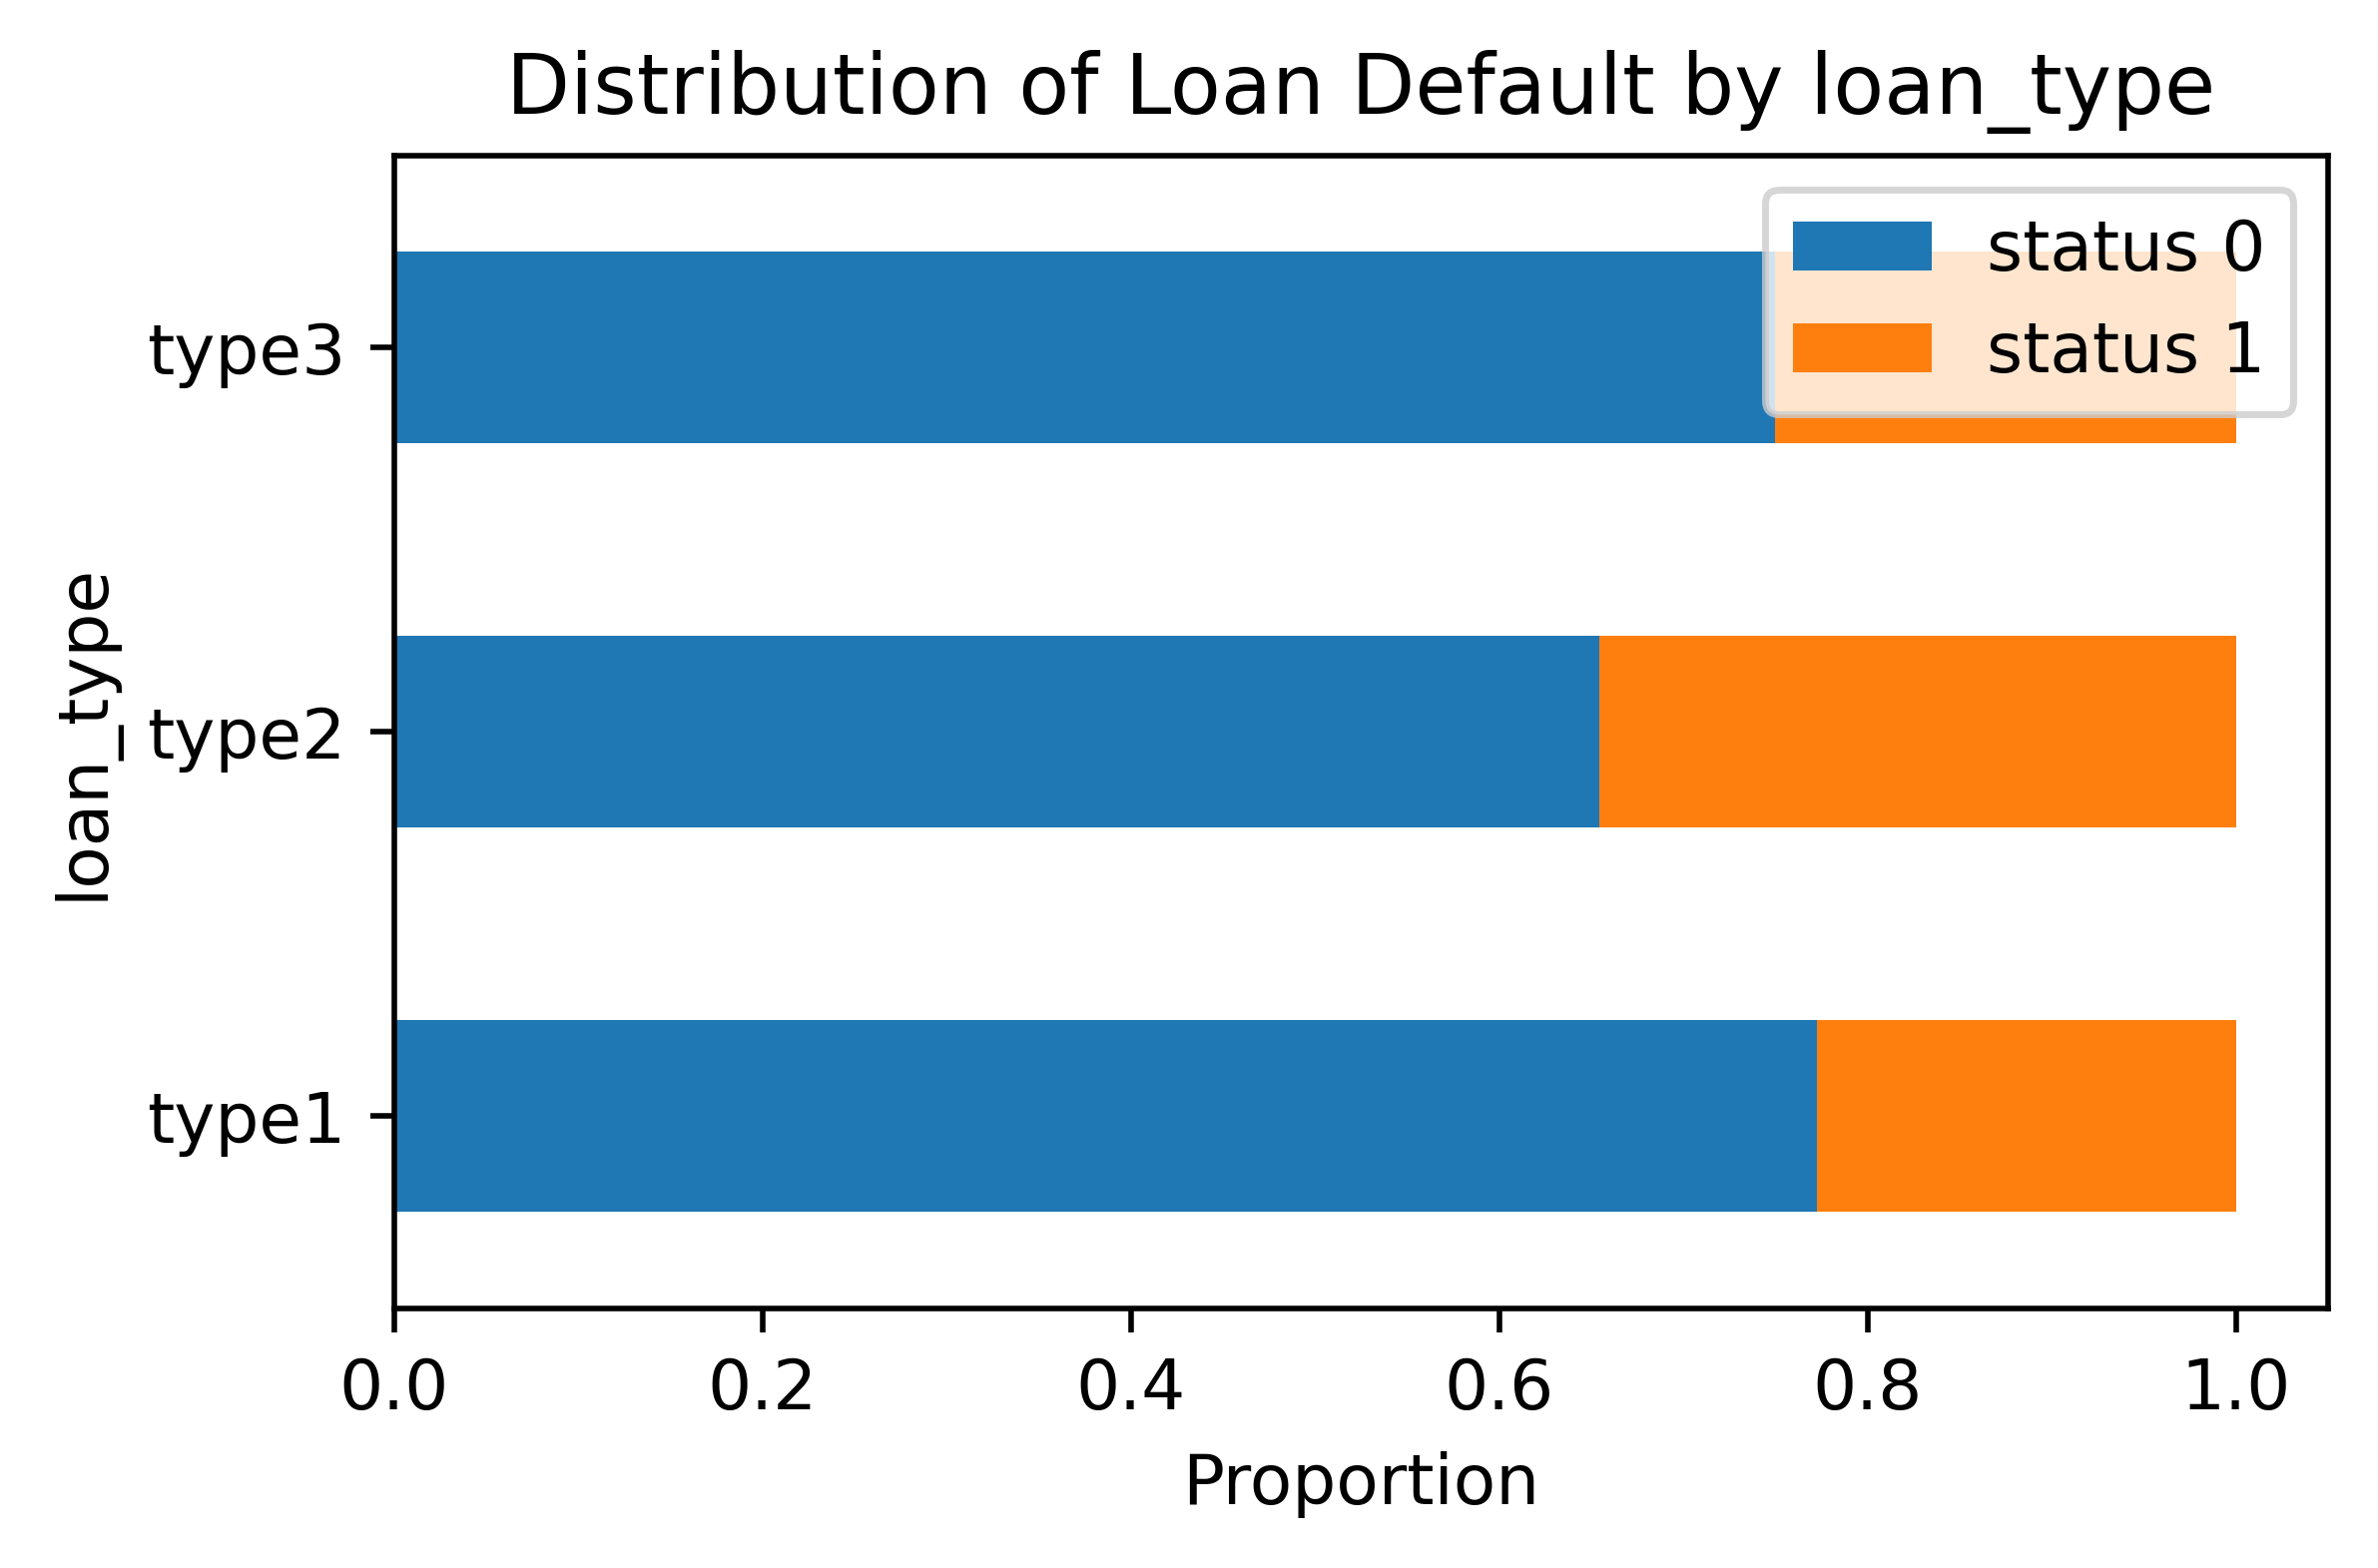 Distribution of Loan Default by loan_type
status 0
status 1
type3
type2
type1
loan_type
0.0 0.2 0.4 0.6 0.8 1.0
Proportion